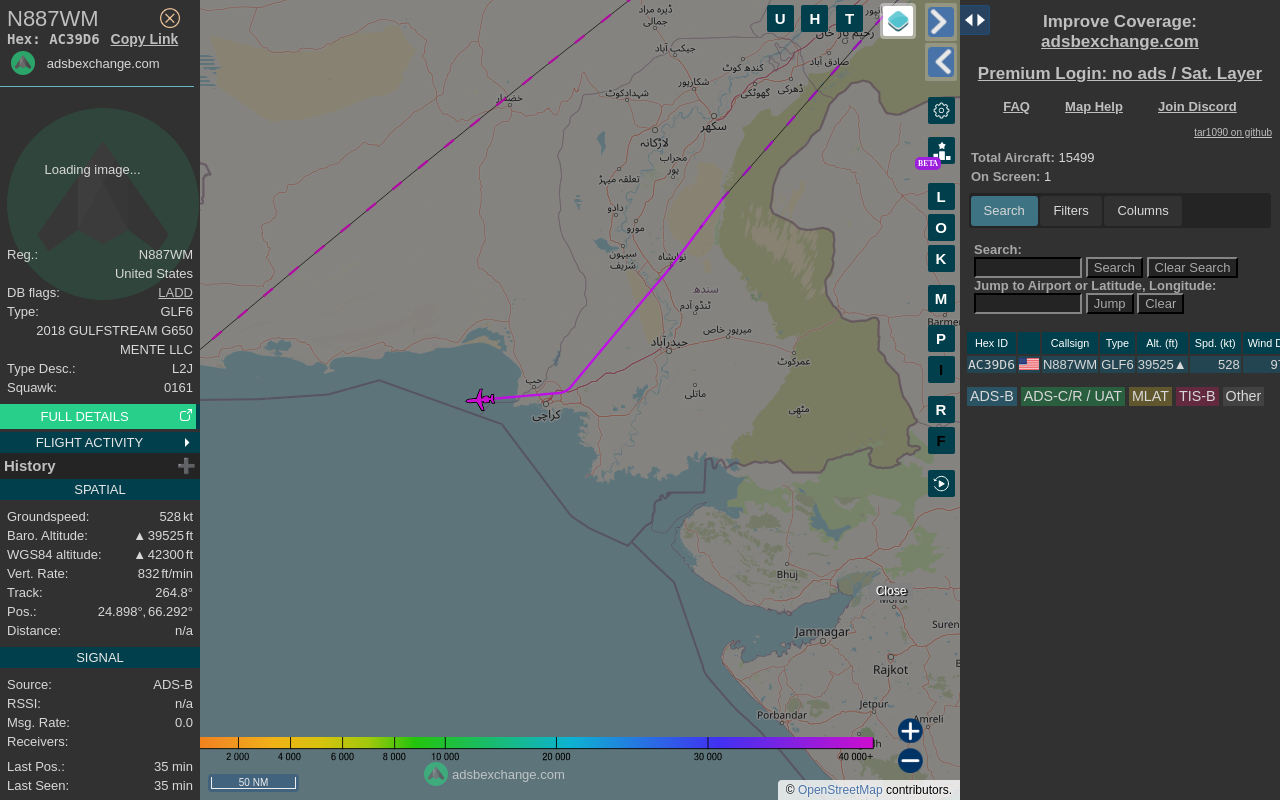 N887WM
Hex: AC39D6 Copy Link
adsbexchange.com
Loading image...
Reg.: N887WM
United States
DB flags: LADD
Type: GLF6
2018 GULFSTREAM G650
MENTE LLC
Type Desc.: L2J
Squawk: 0161
FULL DETAILS
FLIGHT ACTIVITY
History
SPATIAL
Groundspeed: 528 kt
Baro. Altitude: ▲ 39525 ft
WGS84 altitude: ▲ 42300 ft
Vert. Rate: 832 ft/min
Track: 264.8°
Pos.: 24.898°, 66.292°
Distance: n/a
SIGNAL
Source: ADS-B
RSSI: n/a
Msg. Rate: 0.0
Receivers:
Last Pos.: 35 min
Last Seen: 35 min
U H T
ڈیرہ مراد
جمالی
جیکب آباد
کندھ کوٹ
صادق آباد
شکارپور
شہدادکوٹ
گھوٹکی
ڈھرکی
خضدار
سکھر
لاڑکانہ
محراب
پور
تعلقہ میہڑ
دادو
مورو
سیہون
شریف
نوابشاہ
سندھ
ٹنڈو آدم
میرپور خاص
حیدرآباد
عمرکوٹ
حب
ماتلی
کراچی
مٹھی
Bhuj
Close
Jamnagar
Rajkot
Jetpur
Porbandar
Amreli
BETA
L
O
K
M
P
I
R
F
2 000 4 000 6 000 8 000 10 000 20 000 30 000 40 000+
adsbexchange.com
50 NM
© OpenStreetMap contributors.
Improve Coverage:
adsbexchange.com
Premium Login: no ads / Sat. Layer
FAQ Map Help Join Discord
tar1090 on github
Total Aircraft: 15499
On Screen: 1
Search Filters Columns
Search:
Search Clear Search
Jump to Airport or Latitude, Longitude:
Jump Clear
Hex ID Callsign Type Alt. (ft) Spd. (kt) Wind D
AC39D6 N887WM GLF6 39525▲ 528
ADS-B ADS-C/R / UAT MLAT TIS-B Other